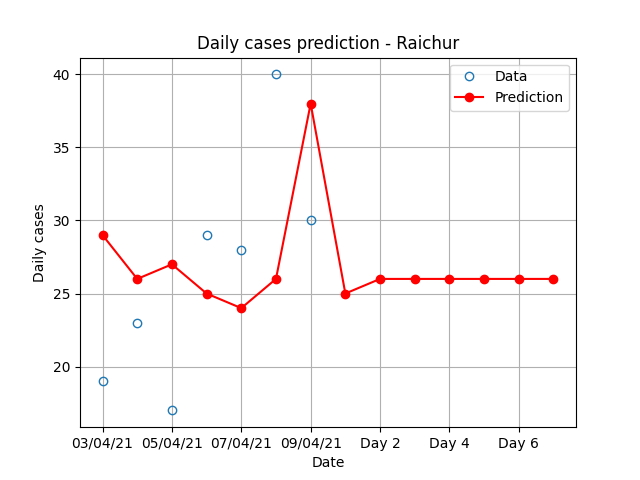 Daily cases prediction - Raichur
Data
Prediction
40
35
30
25
20
Daily cases
03/04/21 05/04/21 07/04/21 09/04/21 Day 2 Day 4 Day 6
Date